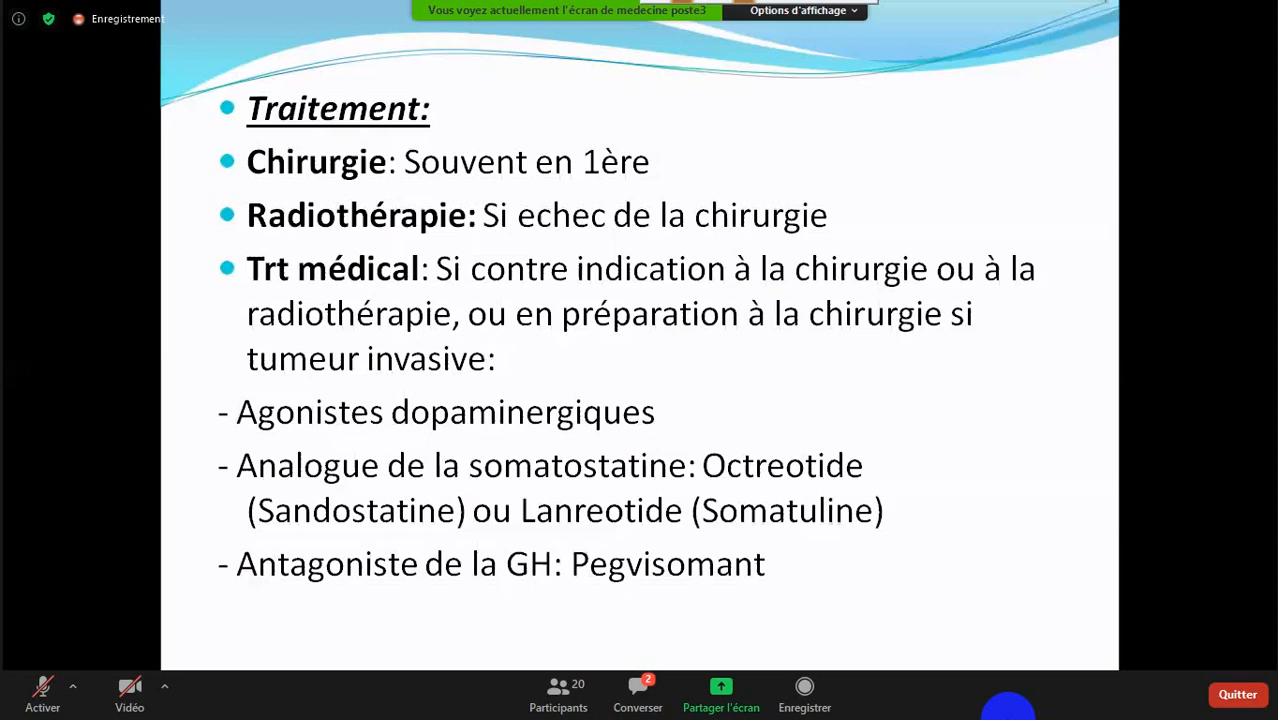 Enregistrement
Vous voyez actuellement l'écran de medecine poste3
Options d'affichage
Traitement:
Chirurgie: Souvent en 1ère
Radiothérapie: Si echec de la chirurgie
Trt médical: Si contre indication à la chirurgie ou à la
radiothérapie, ou en préparation à la chirurgie si
tumeur invasive:
- Agonistes dopaminergiques
- Analogue de la somatostatine: Octreotide
(Sandostatine) ou Lanreotide (Somatuline)
- Antagoniste de la GH: Pegvisomant
Activer
Vidéo
20
Participants
2
Converser
Partager l'écran
Enregistrer
Quitter